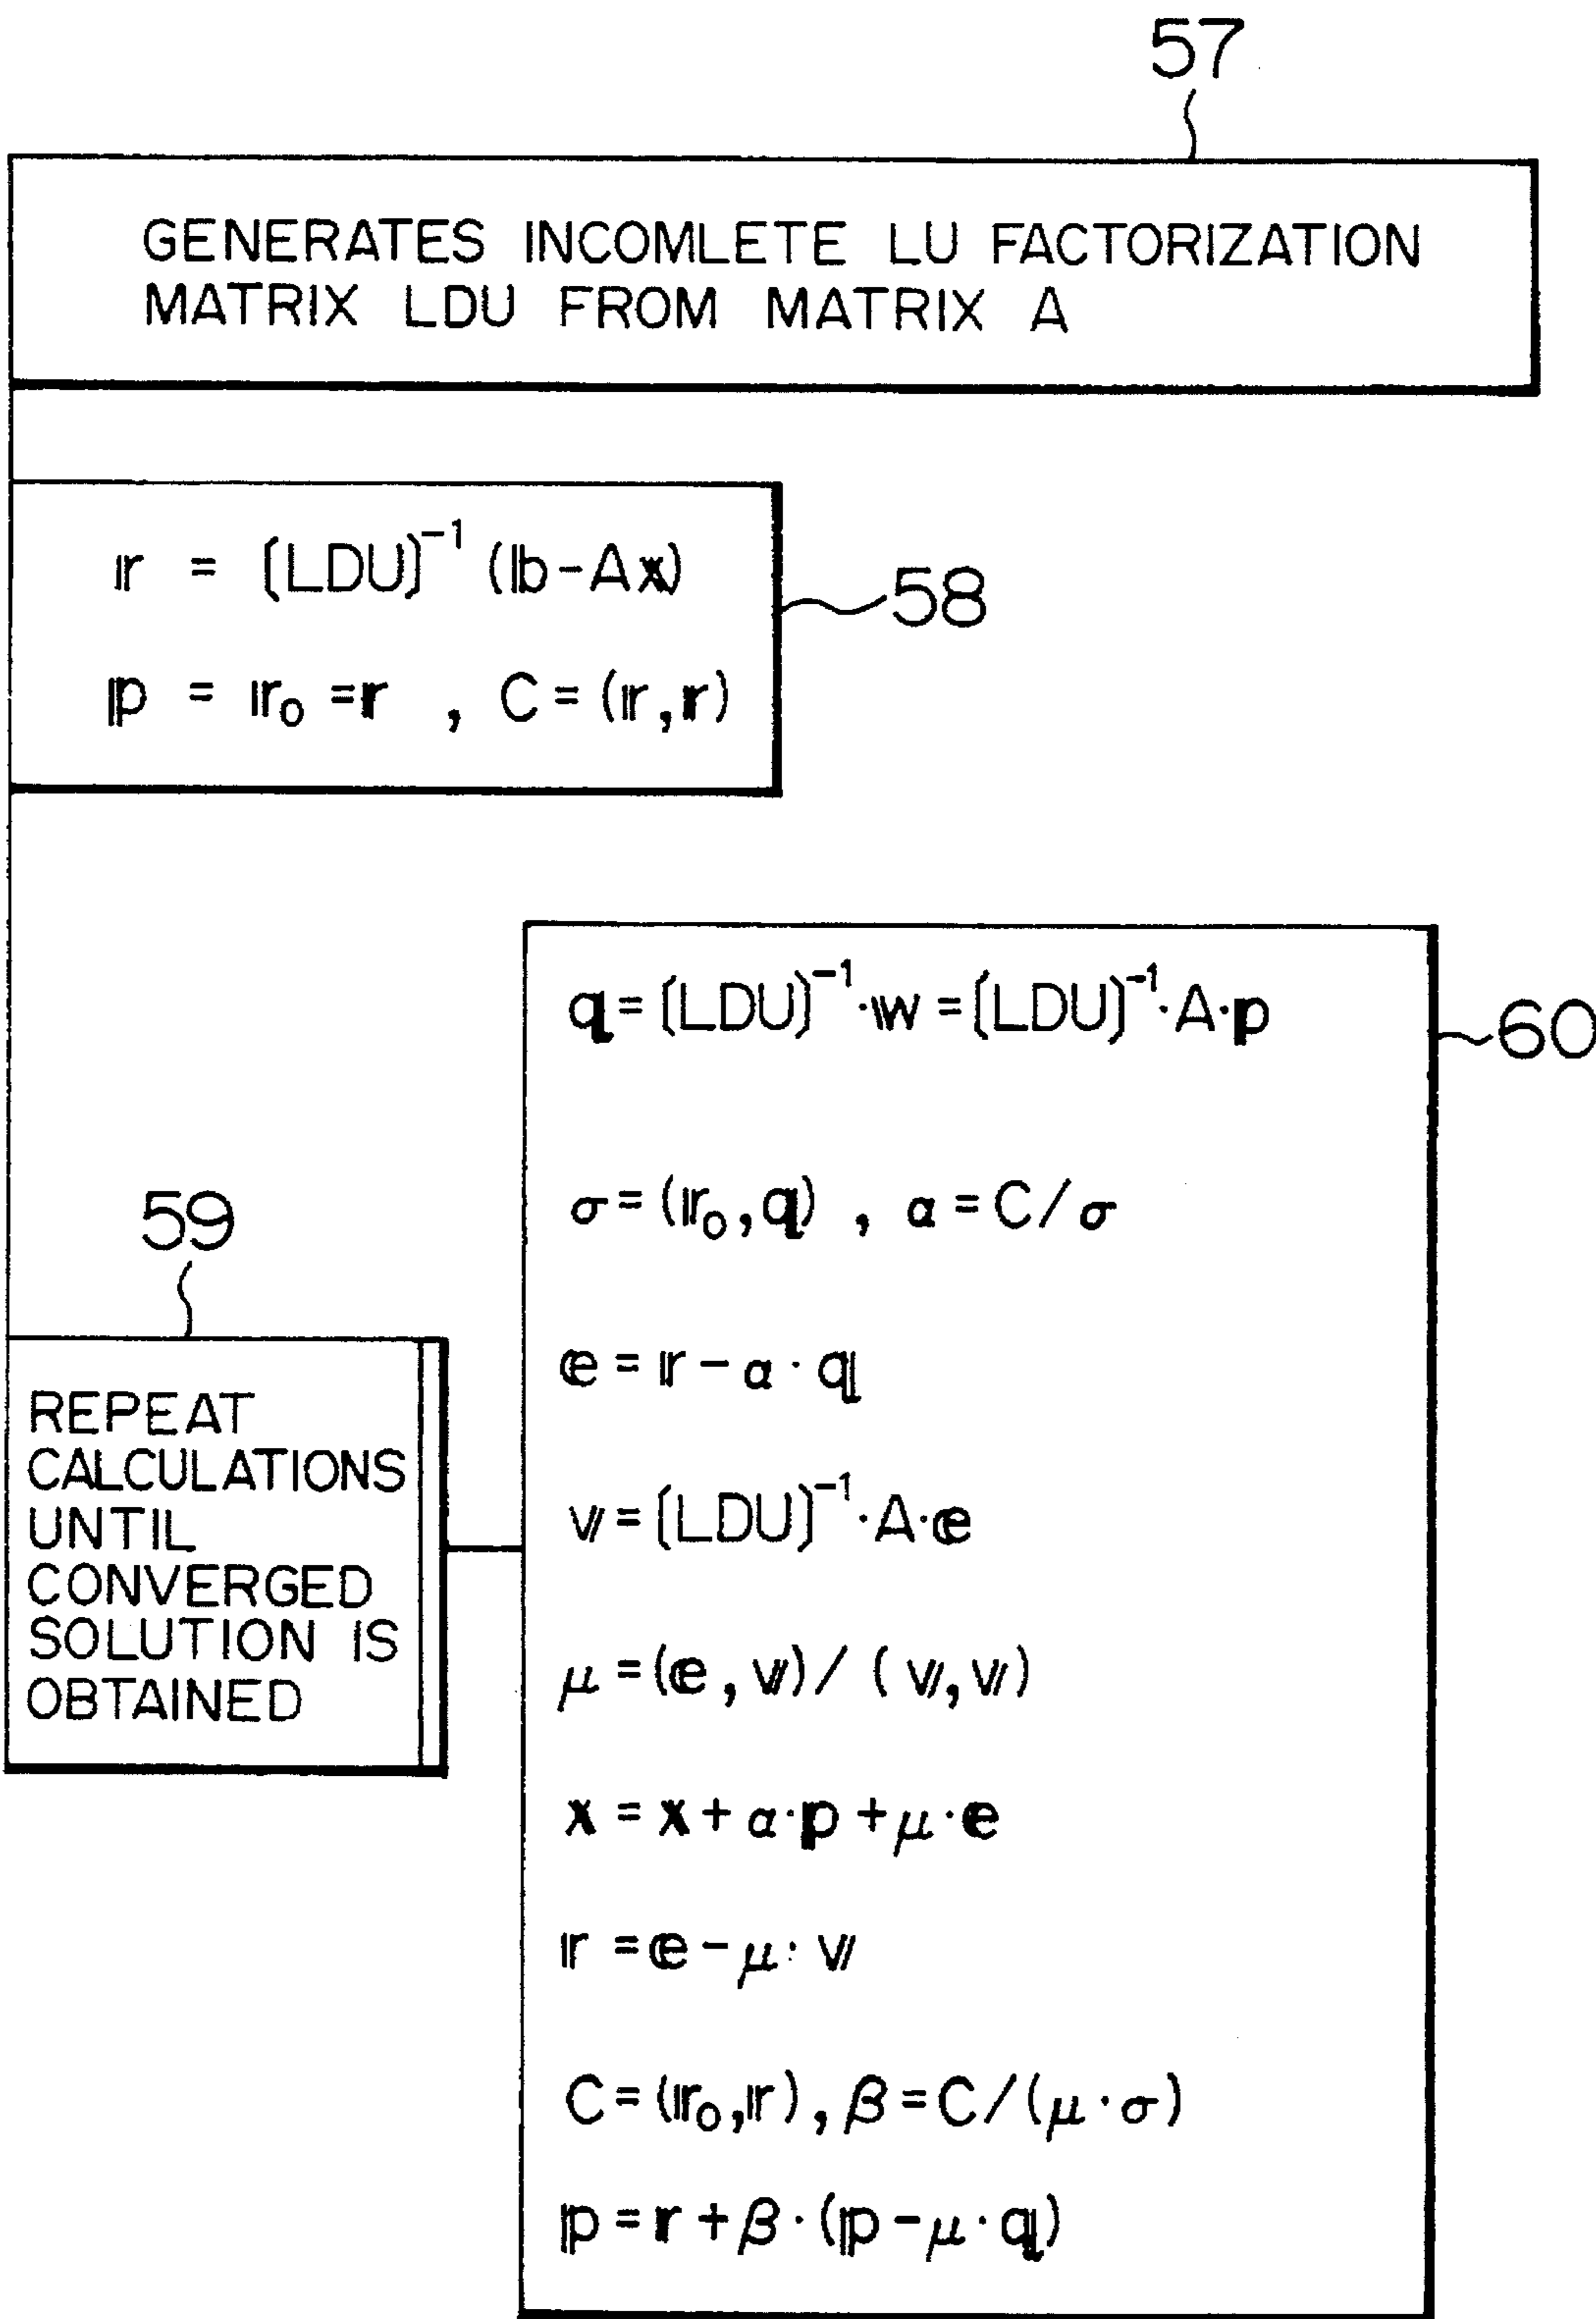 57
GENERATES INCOMLETE LU FACTORIZATION
MATRIX LDU FROM MATRIX A
r = [LDU]⁻¹ (b-Ax)
58
p = r₀ = r , C = (r,r)
q = [LDU]⁻¹·w = [LDU]⁻¹·A·p
60
σ = (r₀,q) , α = C/σ
59
e = r - α · q
REPEAT
CALCULATIONS
UNTIL
CONVERGED
SOLUTION IS
OBTAINED
v = [LDU]⁻¹·A·e
μ = (e,v)/(v,v)
x = x + α·p + μ·e
r = e - μ· v
C = (r₀,r), β = C/(μ·σ)
p = r + β·(p - μ·q)